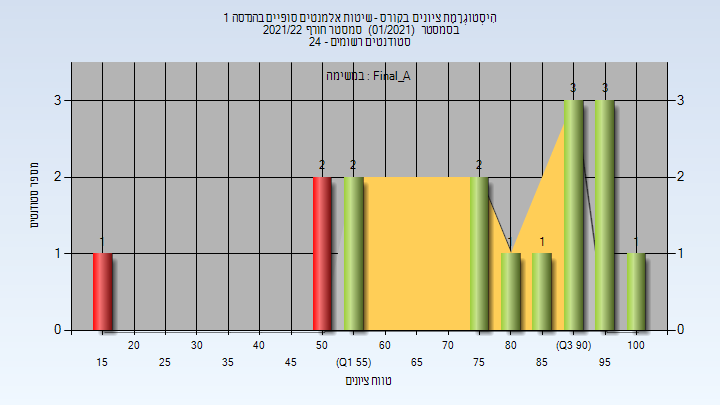 הִיסְטוֹגְרָמַת ציונים בקורס - שיטות אלמנטים סופיים בהנדסה 1
בסמסטר (01/2021) סמסטר חורף 2021/22
סטודנטים רשומים - 24
במשימה : Final_A
מספר סטודנטים
3 3
2 2
1 1
0 0
1 2 2 2 1 1 3 3 1
20 30 40 50 60 70 80 (Q3 90) 100
15 25 35 45 (Q1 55) 65 75 85 95
טווח ציונים